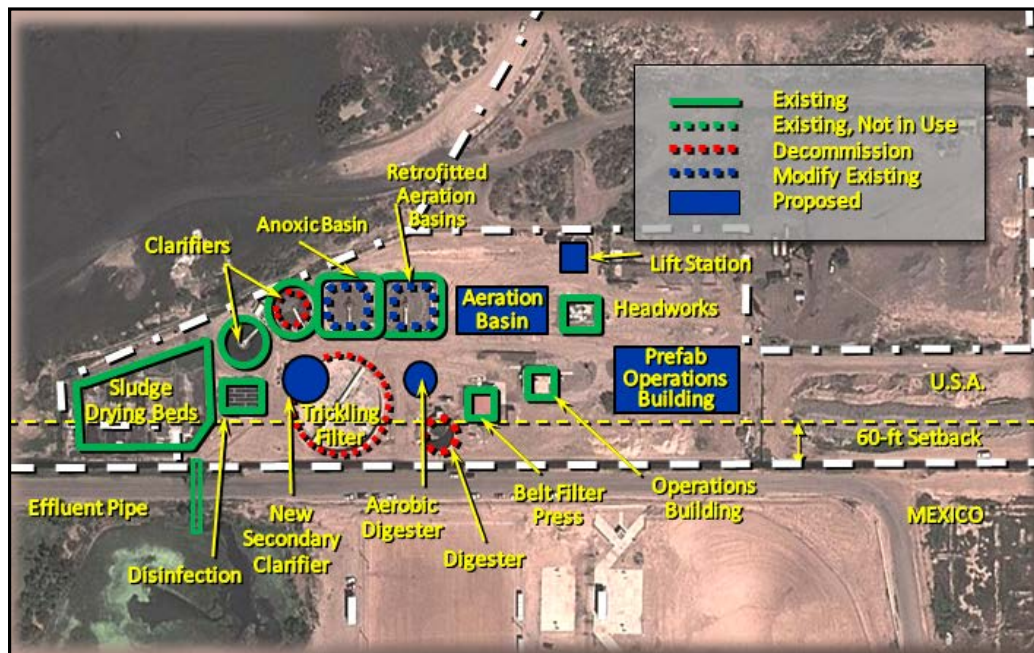 Existing
Existing, Not in Use
Decommission
Modify Existing
Proposed
Retrofitted
Aeration
Basins
Anoxic Basin
Clarifiers
Lift Station
Aeration
Basin
Headworks
Prefab
Operations
Building
U.S.A.
Sludge
Drying Beds
Trickling
Filter
60-ft Setback
Effluent Pipe
Disinfection
New
Secondary
Clarifier
Aerobic
Digester
Digester
Belt Filter
Press
Operations
Building
MEXICO